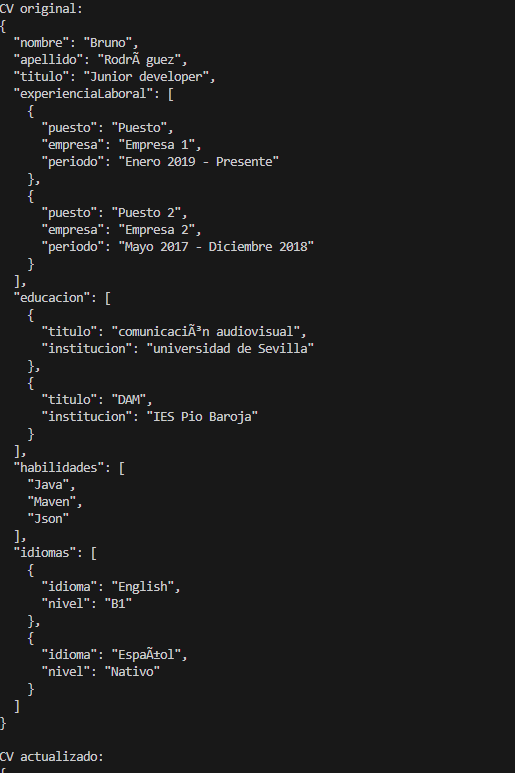 CV original:
{
  "nombre": "Bruno",
  "apellido": "RodrÃ guez",
  "titulo": "Junior developer",
  "experienciaLaboral": [
    {
      "puesto": "Puesto",
      "empresa": "Empresa 1",
      "periodo": "Enero 2019 - Presente"
    },
    {
      "puesto": "Puesto 2",
      "empresa": "Empresa 2",
      "periodo": "Mayo 2017 - Diciembre 2018"
    }
  ],
  "educacion": [
    {
      "titulo": "comunicaciÃ³n audiovisual",
      "institucion": "universidad de Sevilla"
    },
    {
      "titulo": "DAM",
      "institucion": "IES Pio Baroja"
    }
  ],
  "habilidades": [
    "Java",
    "Maven",
    "Json"
  ],
  "idiomas": [
    {
      "idioma": "English",
      "nivel": "B1"
    },
    {
      "idioma": "EspaÃ±ol",
      "nivel": "Nativo"
    }
  ]
}

CV actualizado:
{